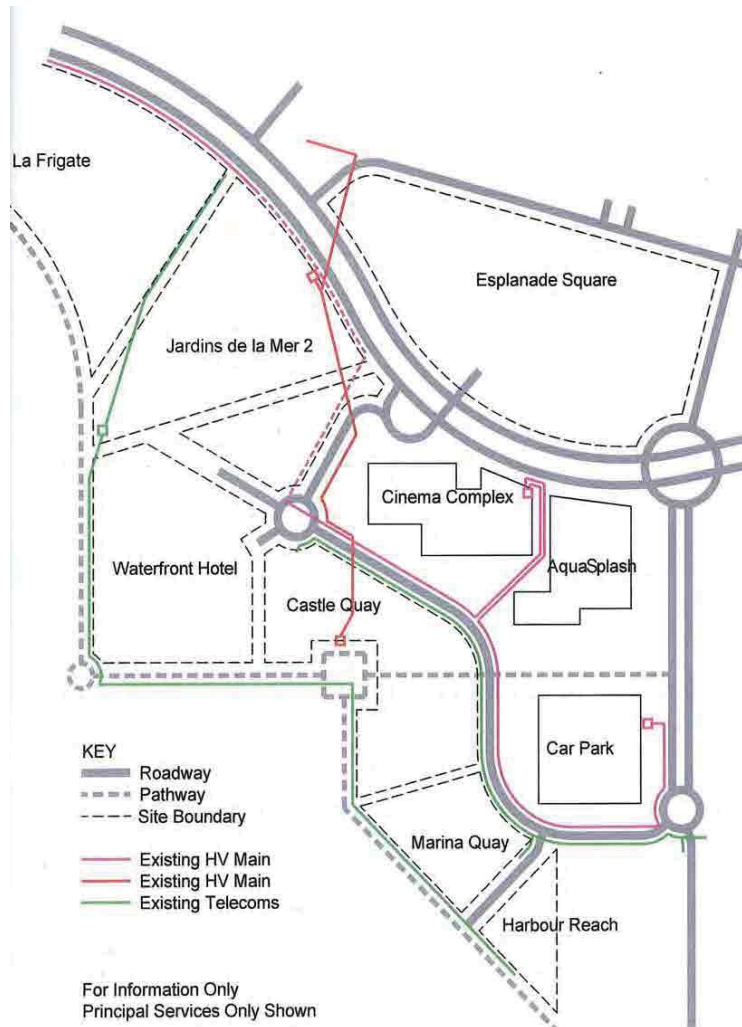 La Frigate
Esplanade Square
Jardins de la Mer 2
Cinema Complex
Waterfront Hotel
AquaSplash
Castle Quay
Car Park
KEY
Roadway
Pathway
Site Boundary
Marina Quay
Existing HV Main
Existing HV Main
Existing Telecoms
Harbour Reach
For Information Only
Principal Services Only Shown